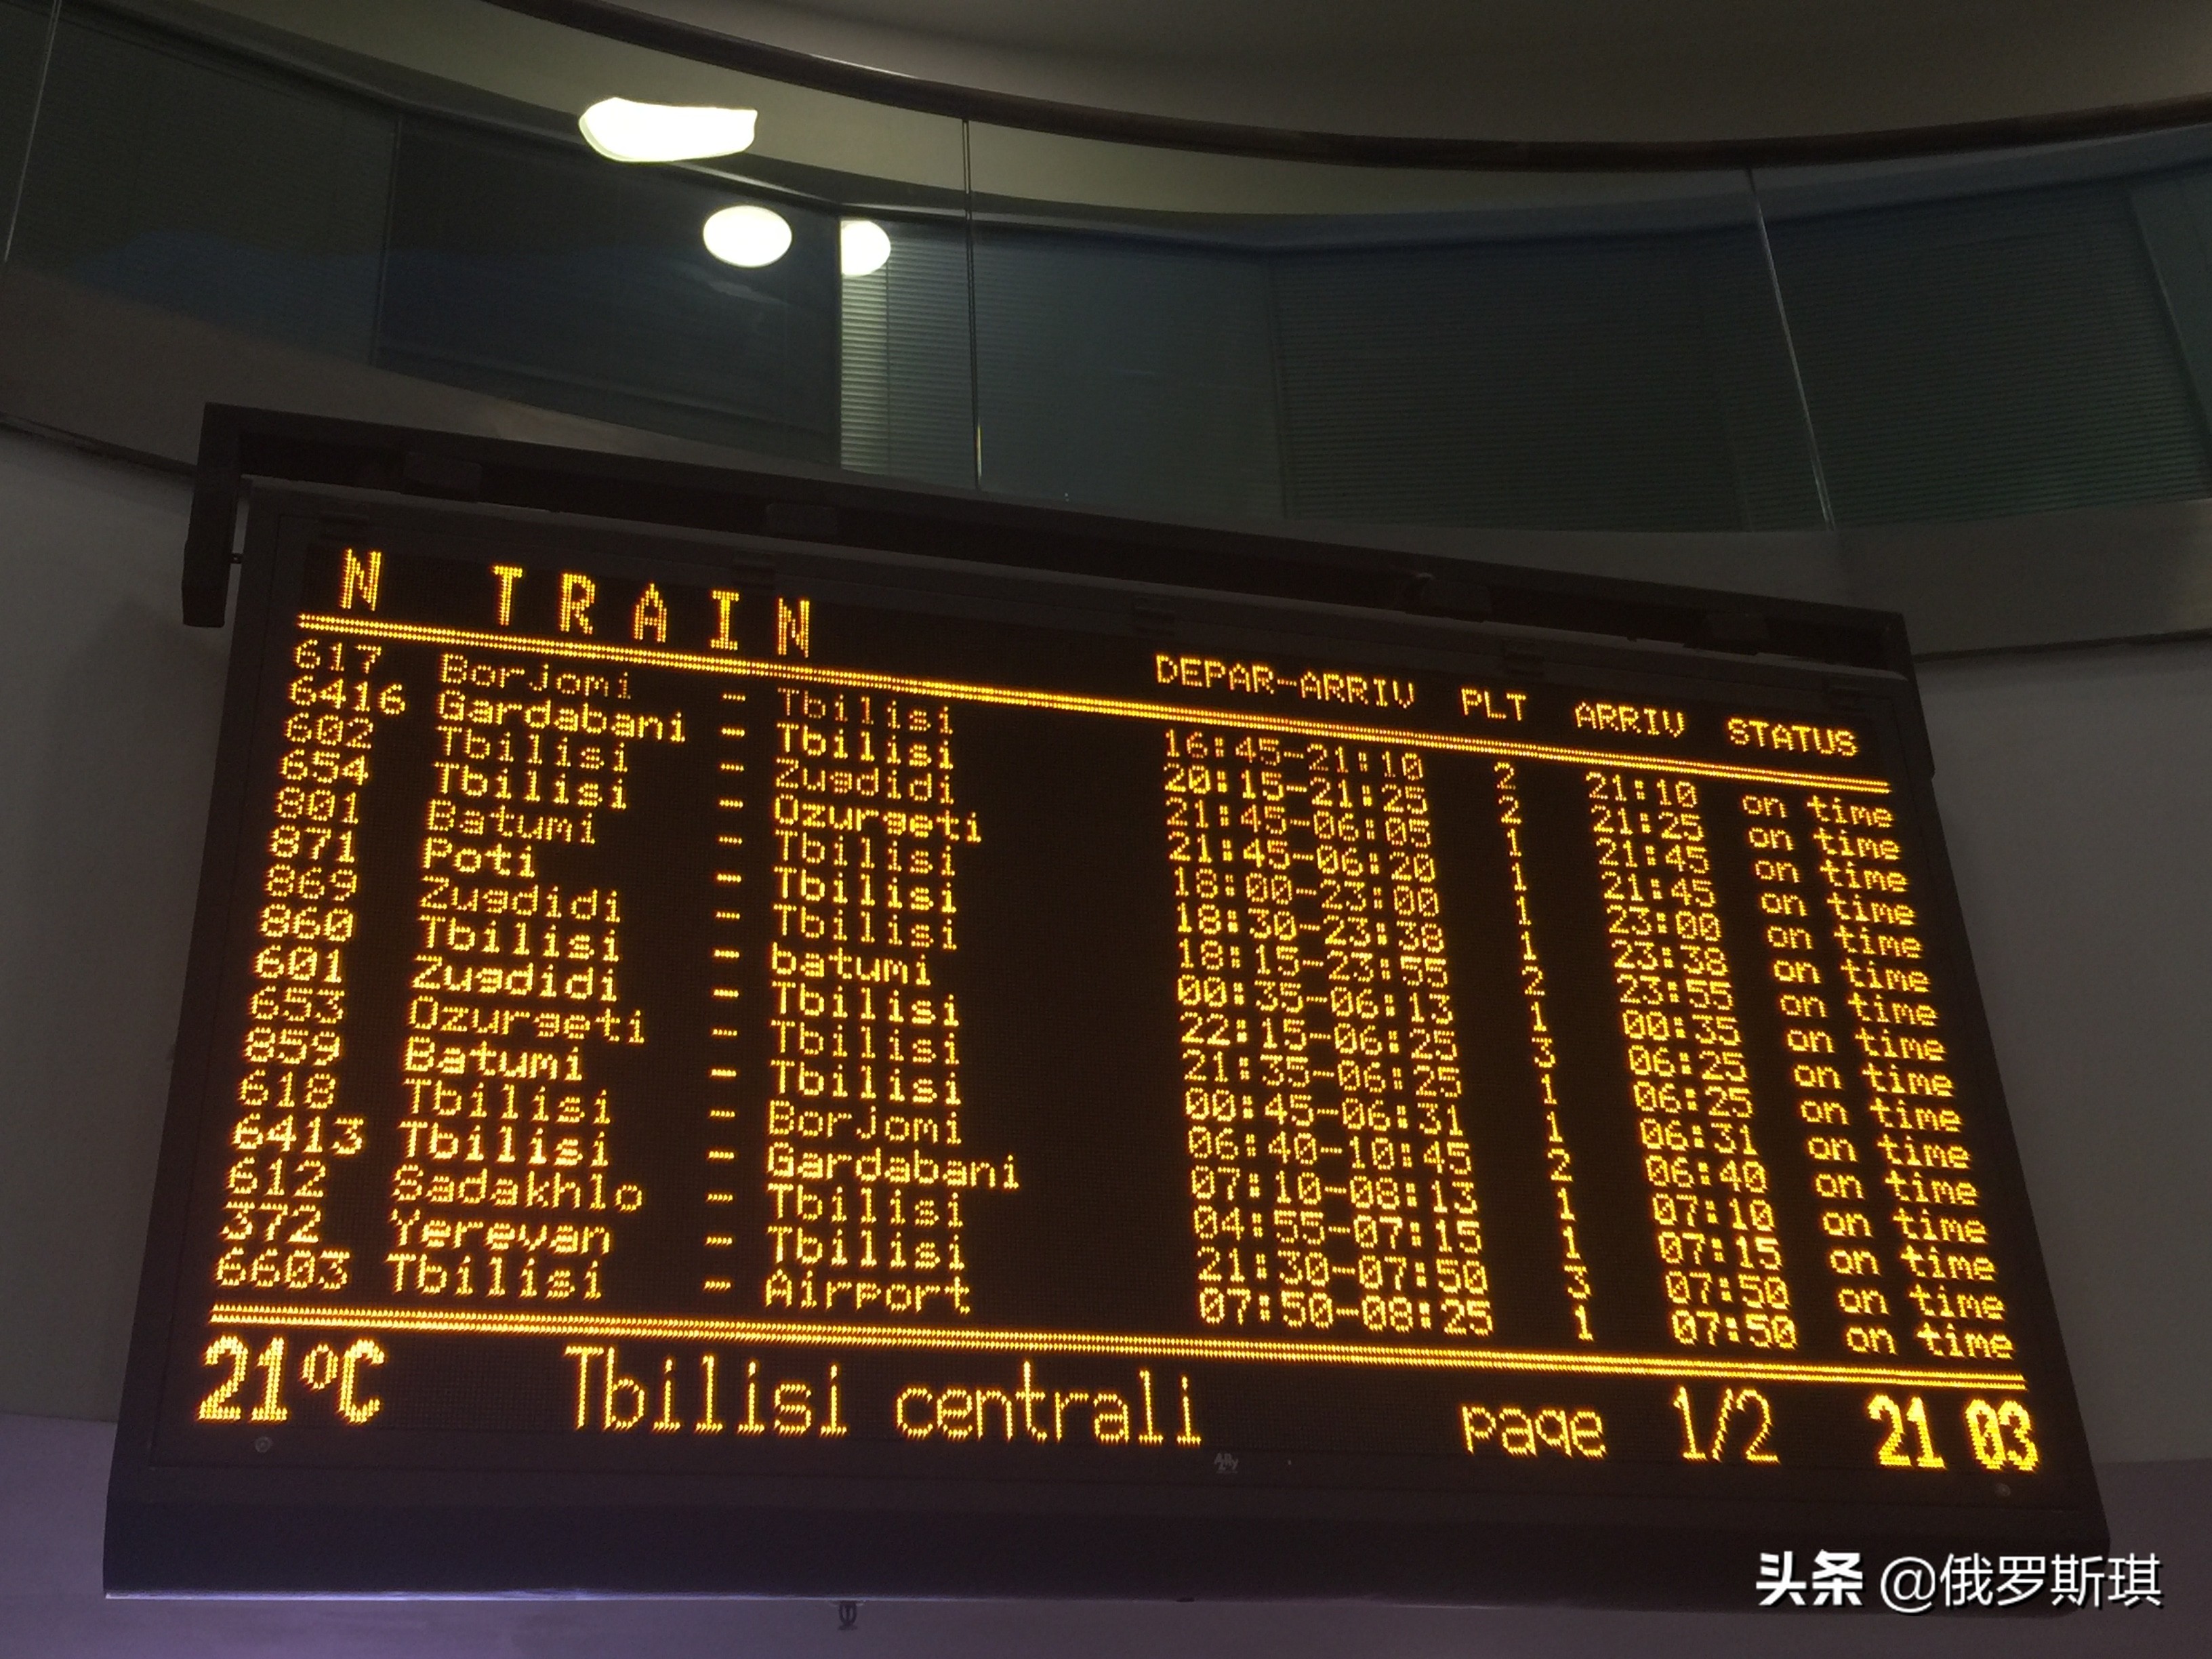 N TRAIN DEPAR-ARRIV PLT ARRIV STATUS
617 Borjomi - Tbilisi 16:45-21:10 2 21:10 on time
6416 Gardabani - Tbilisi 20:15-21:25 2 21:25 on time
602 Tbilisi - Zugdidi 21:45-06:05 1 21:45 on time
654 Tbilisi - Ozurgeti 21:45-06:20 1 21:45 on time
801 Batumi - Tbilisi 18:00-23:00 1 23:00 on time
871 Poti - Tbilisi 18:30-23:38 1 23:38 on time
869 Zugdidi - Tbilisi 18:15-23:55 2 23:55 on time
860 Tbilisi - batumi 00:35-06:13 1 00:35 on time
601 Zugdidi - Tbilisi 22:15-06:25 3 06:25 on time
653 Ozurgeti - Tbilisi 21:35-06:25 1 06:25 on time
859 Batumi - Tbilisi 00:45-06:31 1 06:31 on time
618 Tbilisi - Borjomi 06:40-10:45 2 06:40 on time
6413 Tbilisi - Gardabani 07:10-08:13 1 07:10 on time
612 Sadakhlo - Tbilisi 04:55-07:15 1 07:15 on time
372 Yerevan - Tbilisi 21:30-07:50 3 07:50 on time
6603 Tbilisi - Airport 07:50-08:25 1 07:50 on time
21°C Tbilisi centrali page 1/2 21 03
头条 @俄罗斯琪